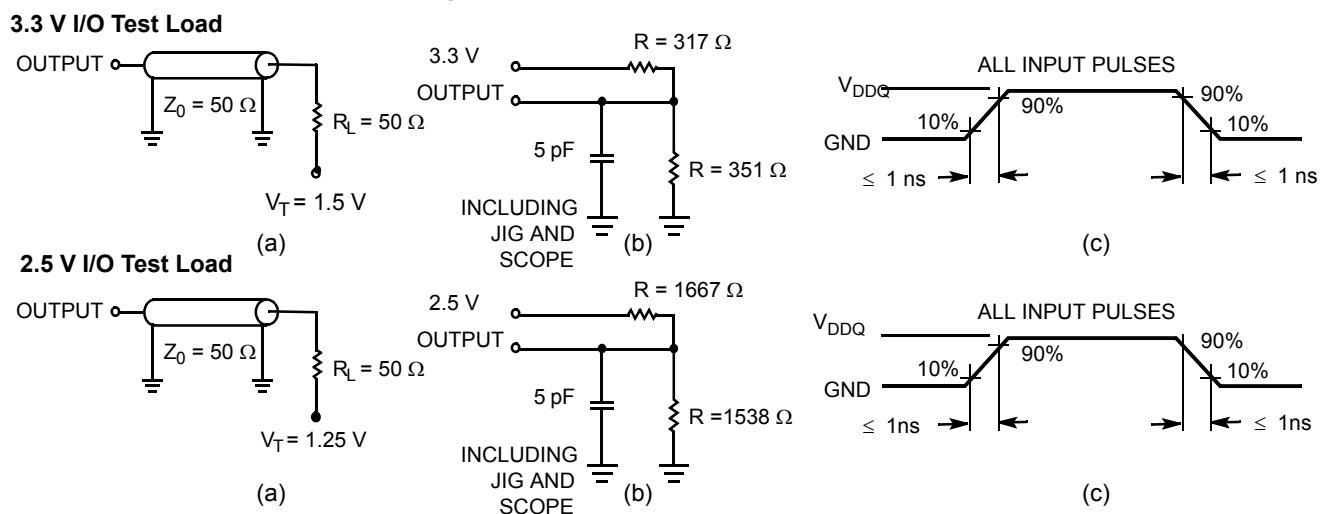 3.3 V I/O Test Load
OUTPUT
Z0 = 50 Ω
RL = 50 Ω
VT = 1.5 V
(a)
3.3 V
R = 317 Ω
OUTPUT
5 pF
R = 351 Ω
INCLUDING
JIG AND
SCOPE
(b)
ALL INPUT PULSES
VDDQ
GND
10%
90%
90%
10%
≤ 1 ns
≤ 1 ns
(c)
2.5 V I/O Test Load
OUTPUT
Z0 = 50 Ω
RL = 50 Ω
VT = 1.25 V
(a)
2.5 V
R = 1667 Ω
OUTPUT
5 pF
R =1538 Ω
INCLUDING
JIG AND
SCOPE
(b)
ALL INPUT PULSES
VDDQ
GND
10%
90%
90%
10%
≤ 1ns
≤ 1ns
(c)